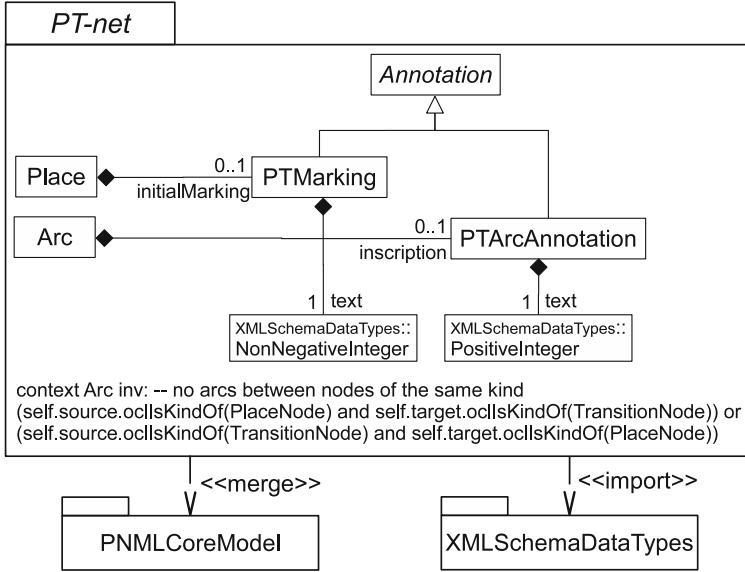 PT-net
Annotation
0..1
Place
PTMarking
initialMarking
0..1
Arc
PTArcAnnotation
inscription
1 text
1 text
XMLSchemaDataTypes::
NonNegativeInteger
XMLSchemaDataTypes::
PositiveInteger
context Arc inv: -- no arcs between nodes of the same kind
(self.source.oclIsKindOf(PlaceNode) and self.target.oclIsKindOf(TransitionNode)) or
(self.source.oclIsKindOf(TransitionNode) and self.target.oclIsKindOf(PlaceNode))
<<merge>>
<<import>>
PNMLCoreModel
XMLSchemaDataTypes